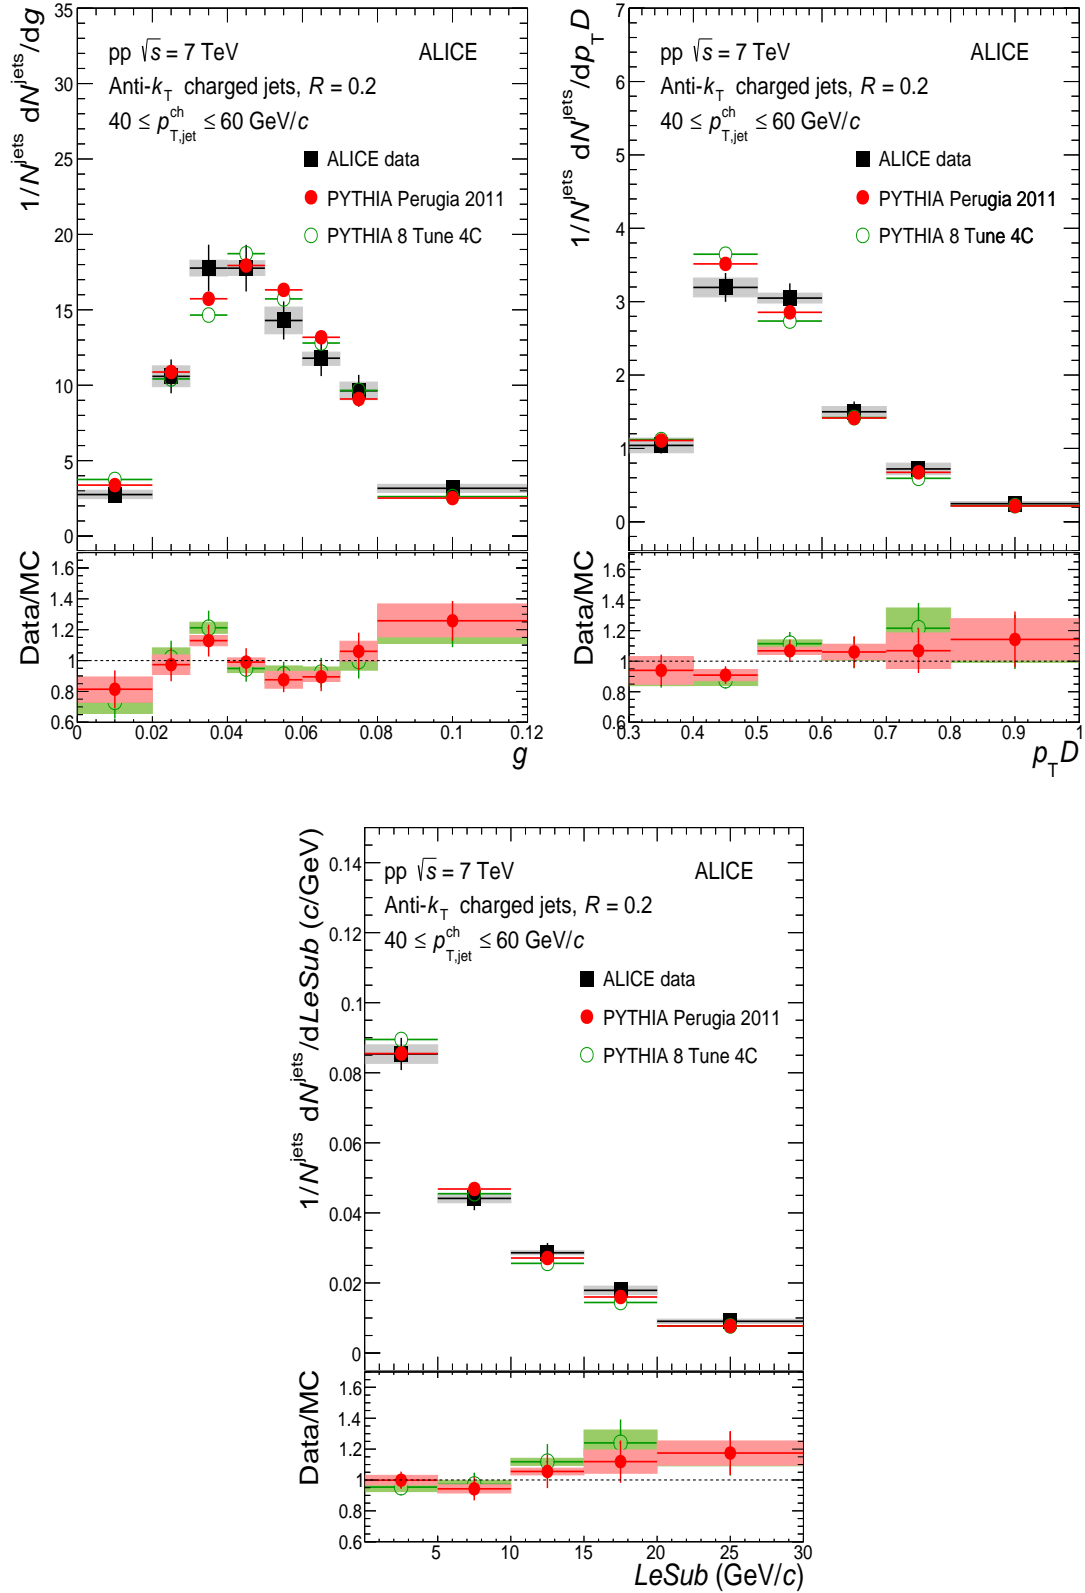 1/N^jets dN^jets/dg
35
30
25
20
15
10
5
0
pp √s = 7 TeV
ALICE
Anti-k_T charged jets, R = 0.2
40 ≤ p_T,jet^ch ≤ 60 GeV/c
ALICE data
PYTHIA Perugia 2011
PYTHIA 8 Tune 4C
Data/MC
1.6
1.4
1.2
1
0.8
0.6
0 0.02 0.04 0.06 0.08 0.1 0.12
g
1/N^jets dN^jets/dp_T D
7
6
5
4
3
2
1
0
pp √s = 7 TeV
ALICE
Anti-k_T charged jets, R = 0.2
40 ≤ p_T,jet^ch ≤ 60 GeV/c
ALICE data
PYTHIA Perugia 2011
PYTHIA 8 Tune 4C
Data/MC
1.6
1.4
1.2
1
0.8
0.6
0.3 0.4 0.5 0.6 0.7 0.8 0.9 1
p_T D
1/N^jets dN^jets/dLeSub (c/GeV)
0.14
0.12
0.1
0.08
0.06
0.04
0.02
0
pp √s = 7 TeV
ALICE
Anti-k_T charged jets, R = 0.2
40 ≤ p_T,jet^ch ≤ 60 GeV/c
ALICE data
PYTHIA Perugia 2011
PYTHIA 8 Tune 4C
Data/MC
1.6
1.4
1.2
1
0.8
0.6
5 10 15 20 25 30
LeSub (GeV/c)